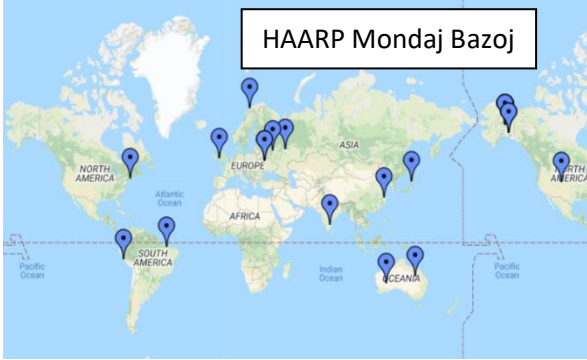 HAARP Mondaj Bazoj
ASIA
EUROPE
NORTH
AMERICA
Atlantic
Ocean
AFRICA
SOUTH
AMERICA
Pacific
Ocean
Indian
Ocean
OCEANIA
Pacific
Ocean
AMERICA